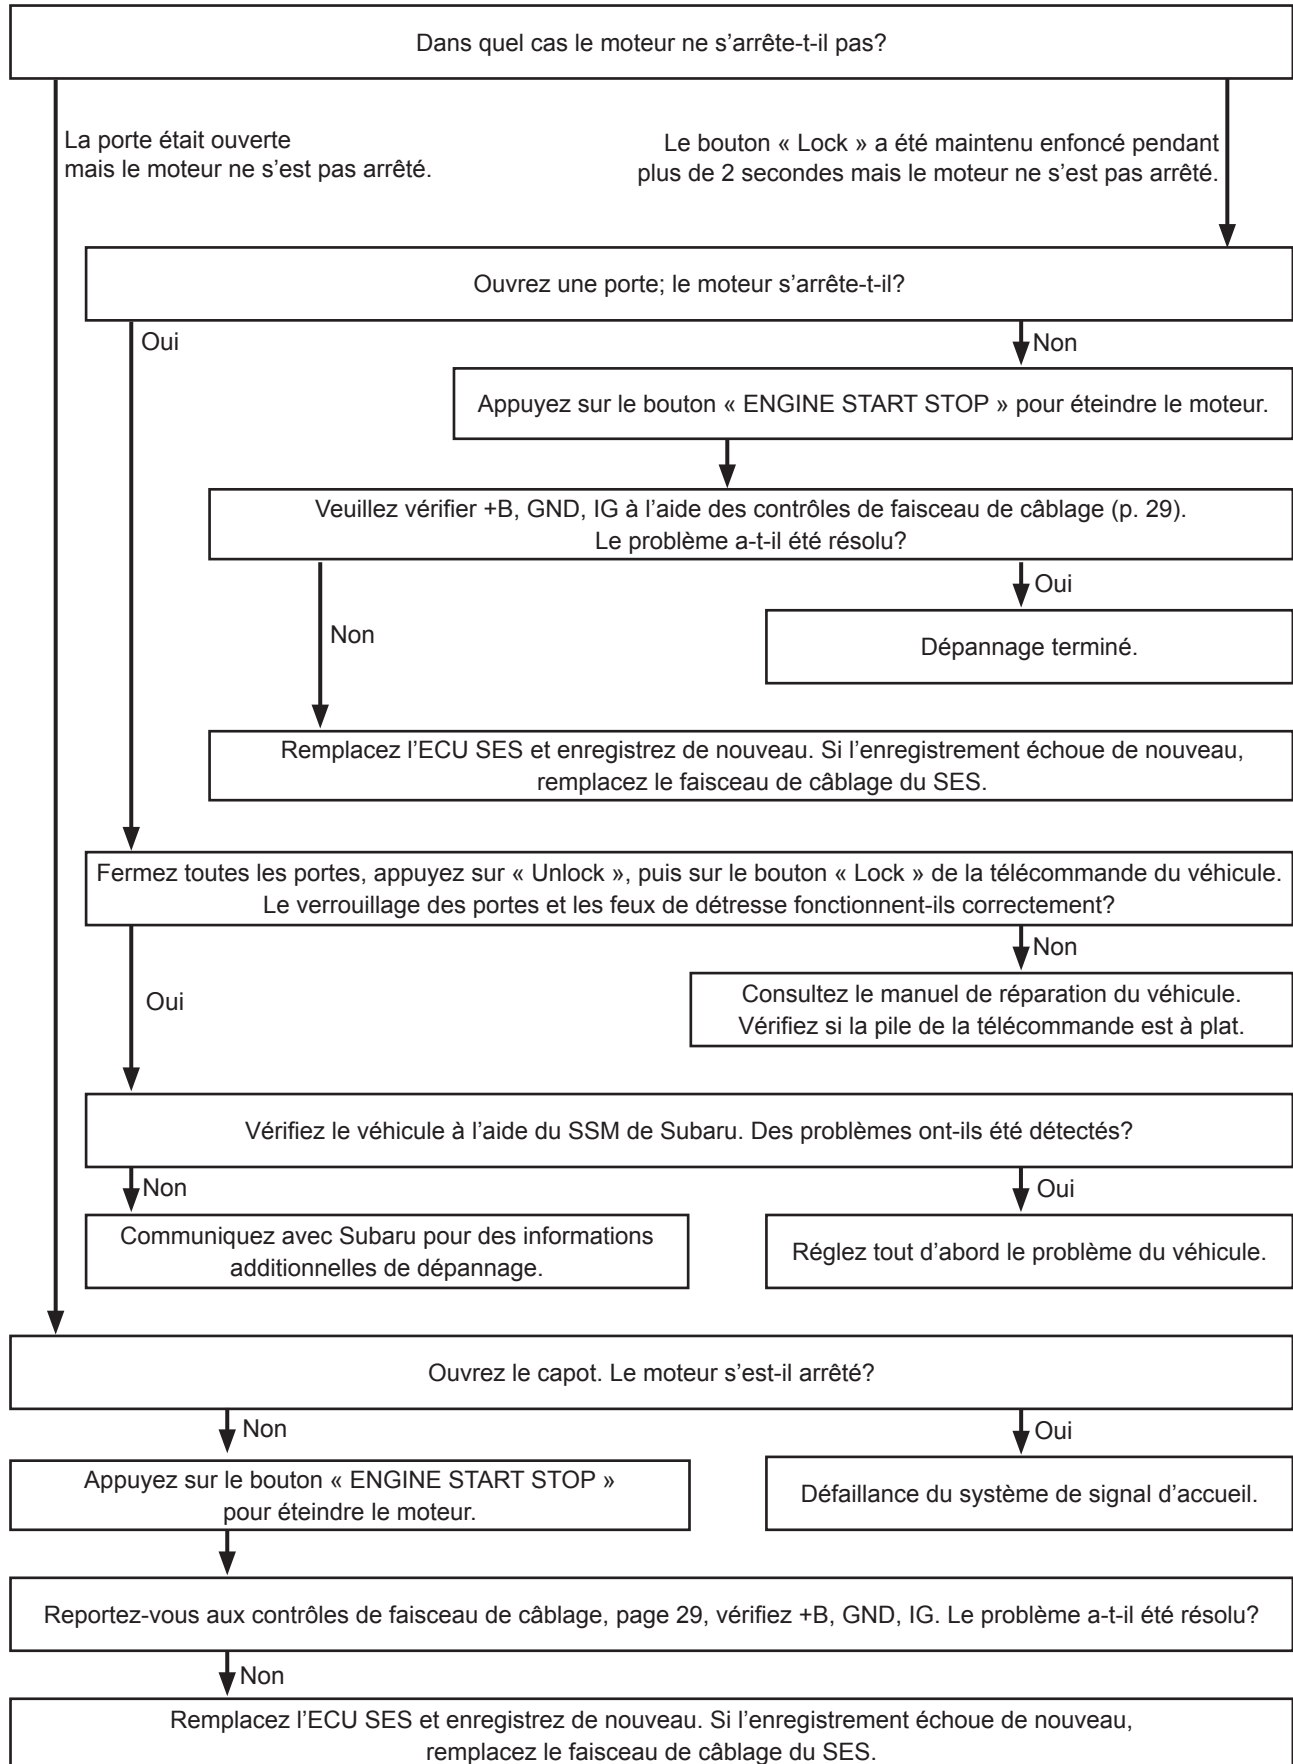 Dans quel cas le moteur ne s’arrête-t-il pas?
La porte était ouverte
mais le moteur ne s’est pas arrêté.
Le bouton « Lock » a été maintenu enfoncé pendant
plus de 2 secondes mais le moteur ne s’est pas arrêté.
Ouvrez une porte; le moteur s’arrête-t-il?
Oui
Non
Appuyez sur le bouton « ENGINE START STOP » pour éteindre le moteur.
Veuillez vérifier +B, GND, IG à l’aide des contrôles de faisceau de câblage (p. 29).
Le problème a-t-il été résolu?
Oui
Non
Dépannage terminé.
Remplacez l’ECU SES et enregistrez de nouveau. Si l’enregistrement échoue de nouveau,
remplacez le faisceau de câblage du SES.
Fermez toutes les portes, appuyez sur « Unlock », puis sur le bouton « Lock » de la télécommande du véhicule.
Le verrouillage des portes et les feux de détresse fonctionnent-ils correctement?
Non
Oui
Consultez le manuel de réparation du véhicule.
Vérifiez si la pile de la télécommande est à plat.
Vérifiez le véhicule à l’aide du SSM de Subaru. Des problèmes ont-ils été détectés?
Non
Oui
Communiquez avec Subaru pour des informations
additionnelles de dépannage.
Réglez tout d’abord le problème du véhicule.
Ouvrez le capot. Le moteur s’est-il arrêté?
Non
Oui
Appuyez sur le bouton « ENGINE START STOP »
pour éteindre le moteur.
Défaillance du système de signal d’accueil.
Reportez-vous aux contrôles de faisceau de câblage, page 29, vérifiez +B, GND, IG. Le problème a-t-il été résolu?
Non
Remplacez l’ECU SES et enregistrez de nouveau. Si l’enregistrement échoue de nouveau,
remplacez le faisceau de câblage du SES.